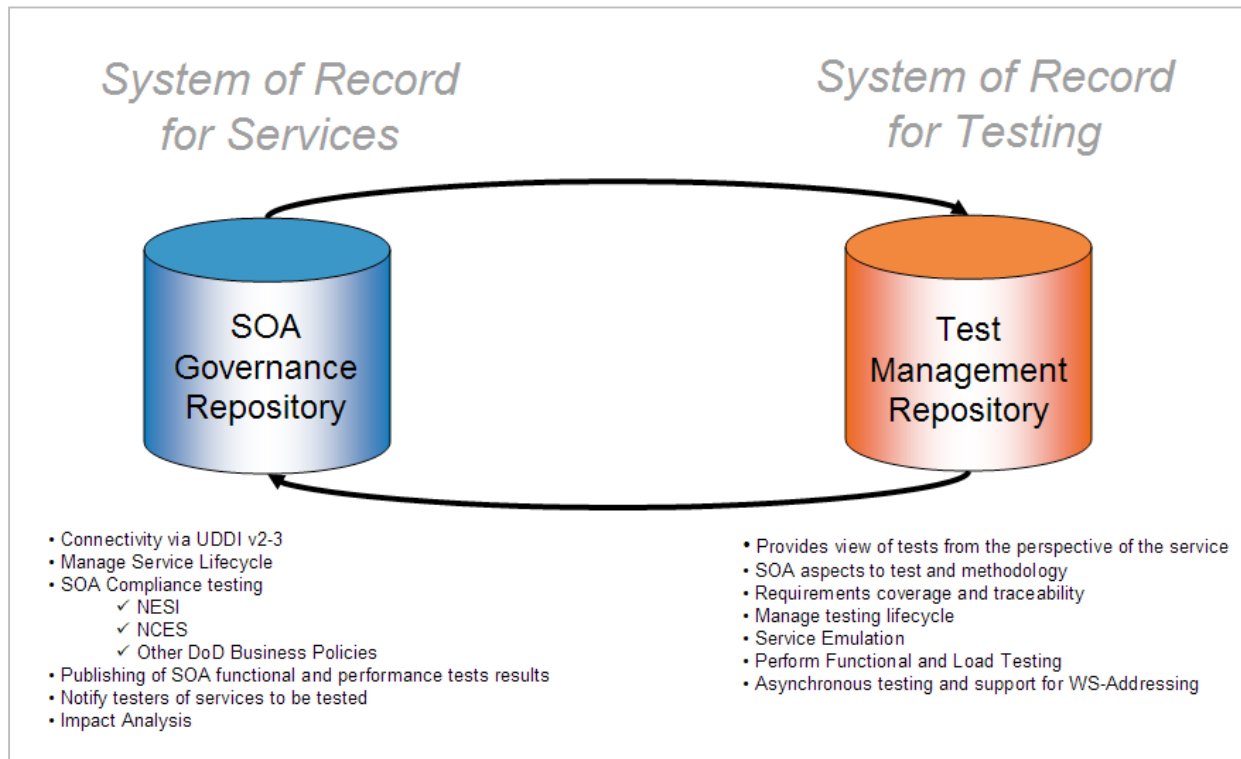 System of Record
for Services
System of Record
for Testing
SOA
Governance
Repository
Test
Management
Repository
• Connectivity via UDDI v2-3
• Manage Service Lifecycle
• SOA Compliance testing
✓ NESI
✓ NCES
✓ Other DoD Business Policies
• Publishing of SOA functional and performance tests results
• Notify testers of services to be tested
• Impact Analysis
• Provides view of tests from the perspective of the service
• SOA aspects to test and methodology
• Requirements coverage and traceability
• Manage testing lifecycle
• Service Emulation
• Perform Functional and Load Testing
• Asynchronous testing and support for WS-Addressing